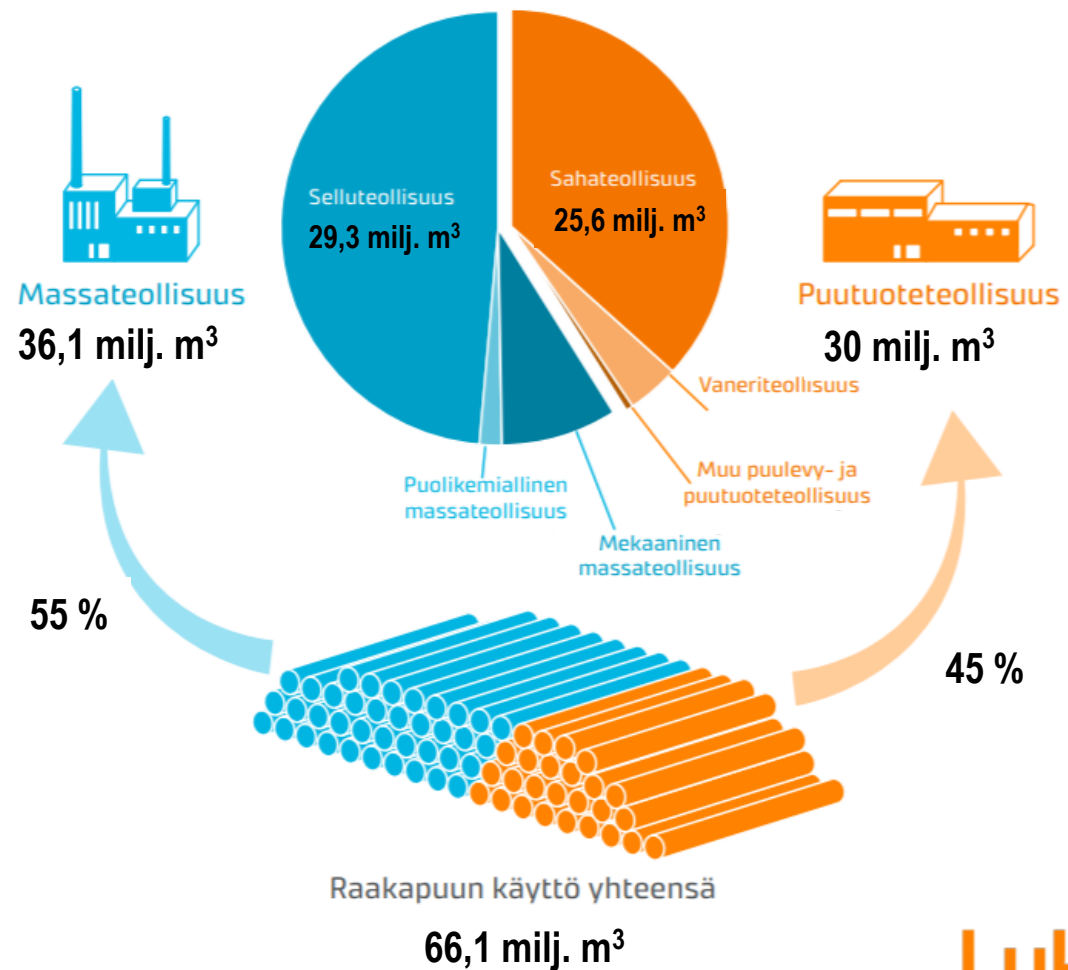 Selluteollisuus
29,3 milj. m³
Sahateollisuus
25,6 milj. m³
Massateollisuus
36,1 milj. m³
Puutuoteteollisuus
30 milj. m³
Vaneriteollisuus
Muu puulevy- ja
puutuoteteollisuus
Puolikemiallinen
massateollisuus
Mekaaninen
massateollisuus
55 %
45 %
Raakapuun käyttö yhteensä
66,1 milj. m³